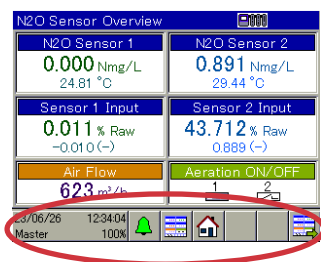 N2O Sensor Overview
N2O Sensor 1
N2O Sensor 2
0.000 Nmg/L
0.891 Nmg/L
24.81 °C
29.44 °C
Sensor 1 Input
Sensor 2 Input
0.011 % Raw
43.712 % Raw
-0.010 (-)
0.889 (-)
Air Flow
Aeration ON/OFF
623 m³/h
1 2
23/06/26 12:34:04
Master 100%